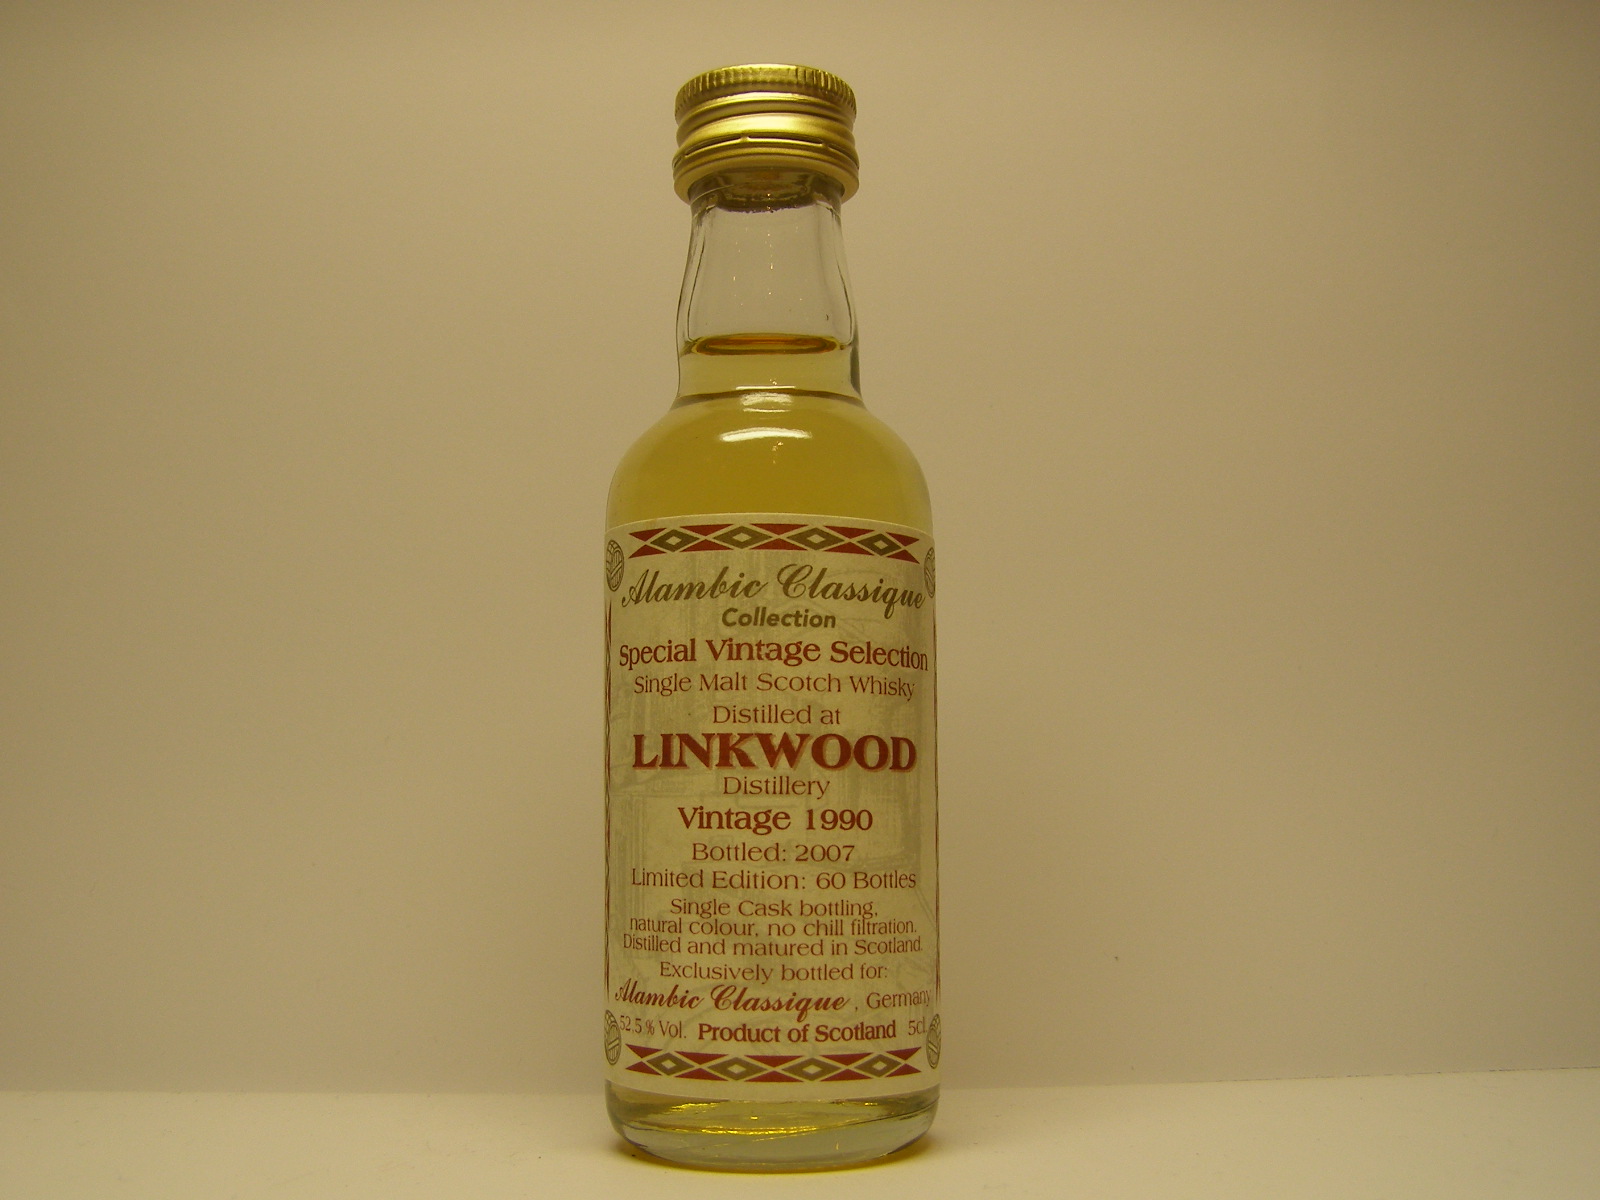 Alambic Classique
Collection
Special Vintage Selection
Single Malt Scotch Whisky
Distilled at
LINKWOOD
Distillery
Vintage 1990
Bottled: 2007
Limited Edition: 60 Bottles
Single Cask bottling,
natural colour, no chill filtration.
Distilled and matured in Scotland.
Exclusively bottled for:
Alambic Classique, Germany
52.5 % Vol. Product of Scotland 5cl.